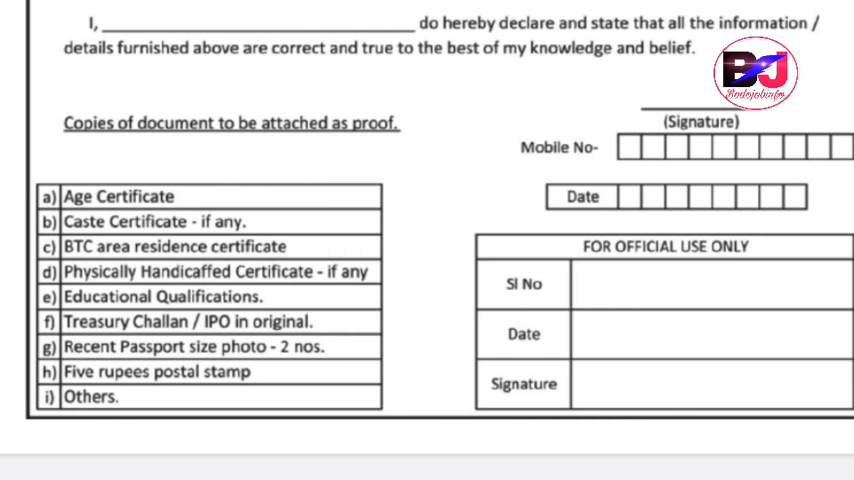 I, ______________________________ do hereby declare and state that all the information /
details furnished above are correct and true to the best of my knowledge and belief.
BJ
Bodojobinfo
Copies of document to be attached as proof.
(Signature)
Mobile No-
Date
a) Age Certificate
b) Caste Certificate - if any.
c) BTC area residence certificate
d) Physically Handicaffed Certificate - if any
e) Educational Qualifications.
f) Treasury Challan / IPO in original.
g) Recent Passport size photo - 2 nos.
h) Five rupees postal stamp
i) Others.
FOR OFFICIAL USE ONLY
Sl No
Date
Signature